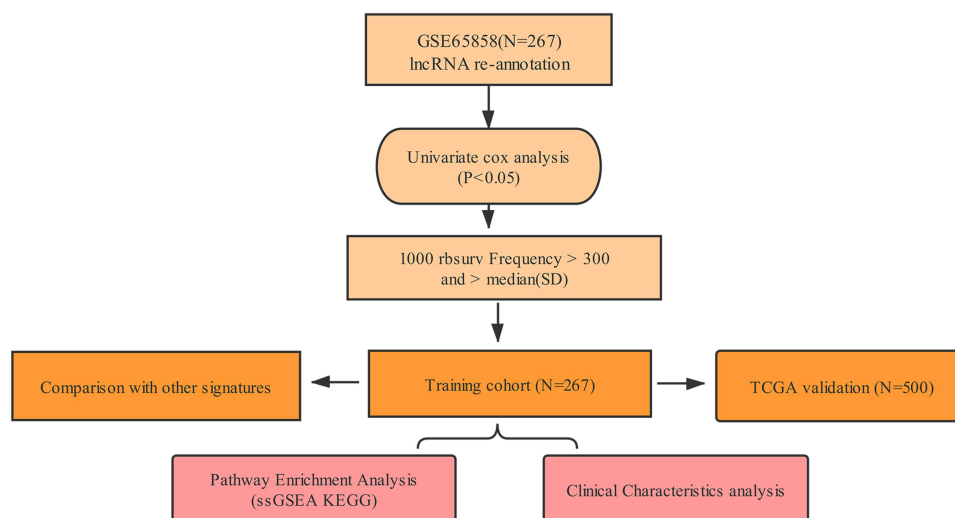 GSE65858(N=267)
lncRNA re-annotation
Univariate cox analysis
(P<0.05)
1000 rbsurv Frequency > 300
and > median(SD)
Comparison with other signatures
Training cohort (N=267)
TCGA validation (N=500)
Pathway Enrichment Analysis
(ssGSEA KEGG)
Clinical Characteristics analysis